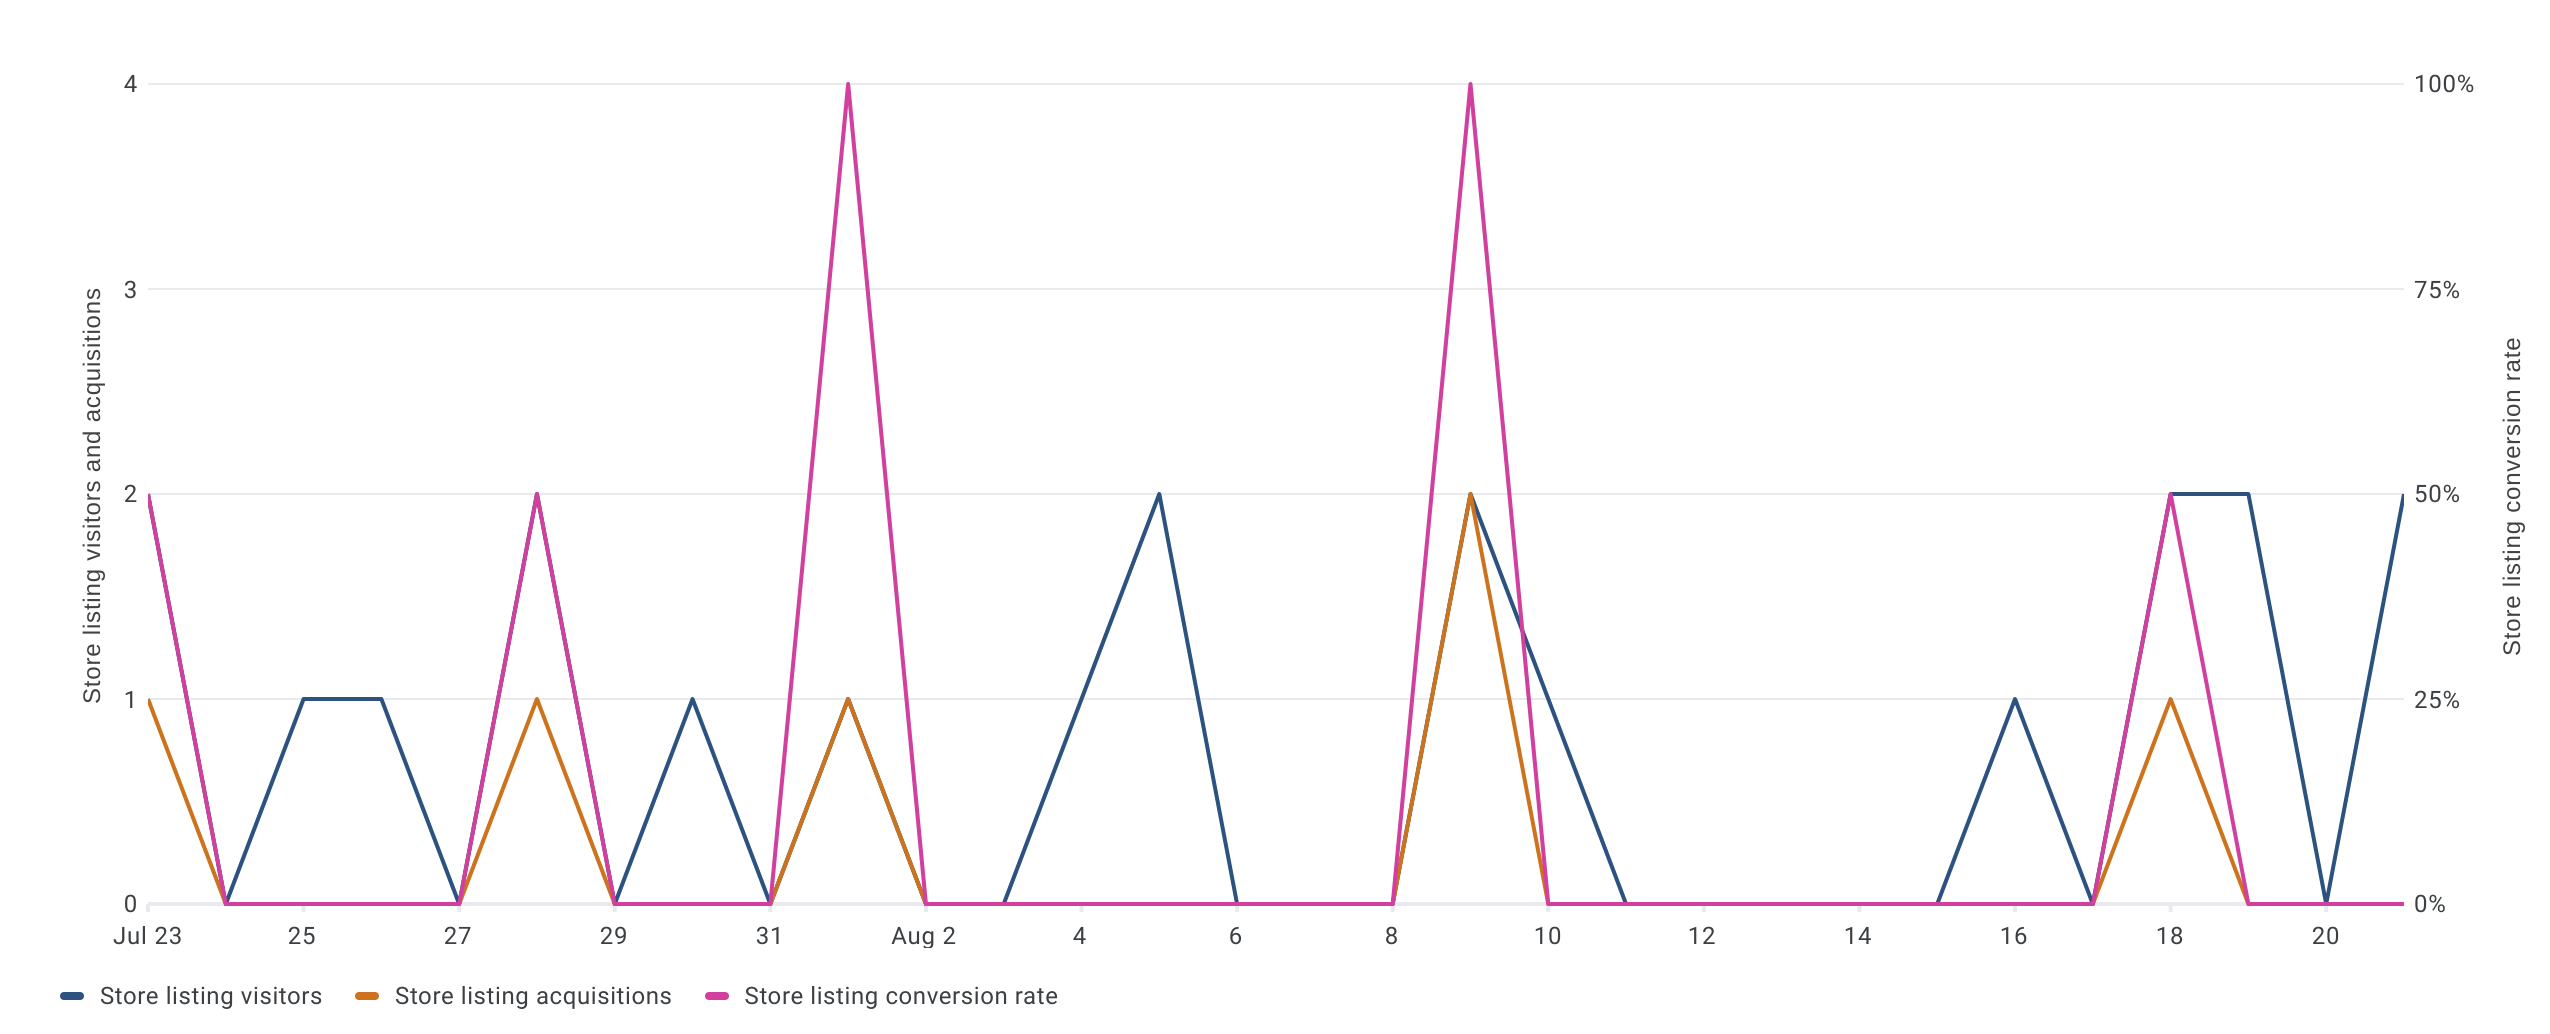 4
100%
3
75%
2
50%
1
25%
0
0%
Store listing visitors and acquisitions
Store listing conversion rate
Jul 23 25 27 29 31 Aug 2 4 6 8 10 12 14 16 18 20
Store listing visitors Store listing acquisitions Store listing conversion rate